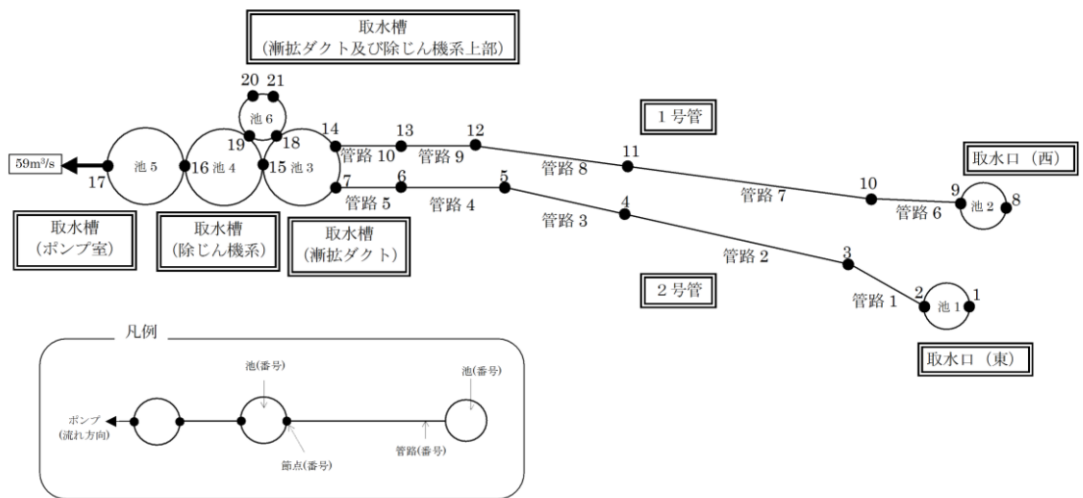 取水槽
(漸拡ダクト及び除じん機系上部)
20 21
池6
19
18
14
13
12
1号管
11
管路10
管路9
管路8
管路7
10
管路6
取水口(西)
9
池2
8
59m³/s
17
池5
16
池4
15
池3
7
管路5
6
管路4
5
管路3
4
管路2
3
管路1
2
池1
1
取水槽
(ポンプ室)
取水槽
(除じん機系)
取水槽
(漸拡ダクト)
2号管
取水口(東)
凡例
池(番号)
池(番号)
ポンプ
(流れ方向)
節点(番号)
管路(番号)